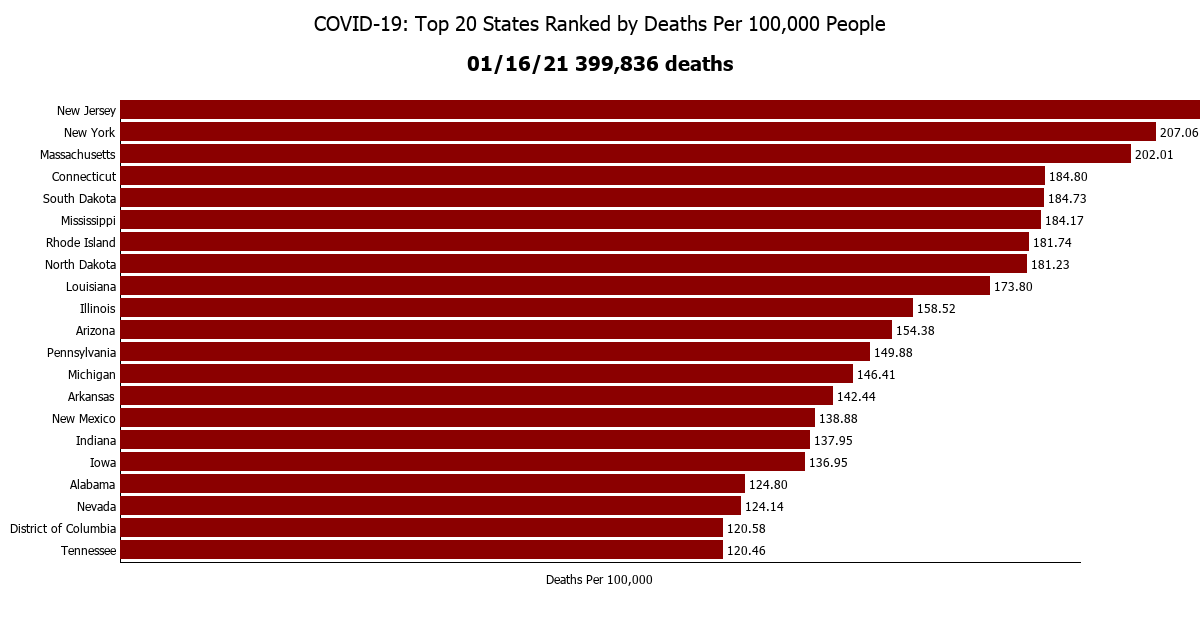 COVID-19: Top 20 States Ranked by Deaths Per 100,000 People
01/16/21 399,836 deaths
New Jersey
New York 207.06
Massachusetts 202.01
Connecticut 184.80
South Dakota 184.73
Mississippi 184.17
Rhode Island 181.74
North Dakota 181.23
Louisiana 173.80
Illinois 158.52
Arizona 154.38
Pennsylvania 149.88
Michigan 146.41
Arkansas 142.44
New Mexico 138.88
Indiana 137.95
Iowa 136.95
Alabama 124.80
Nevada 124.14
District of Columbia 120.58
Tennessee 120.46
Deaths Per 100,000